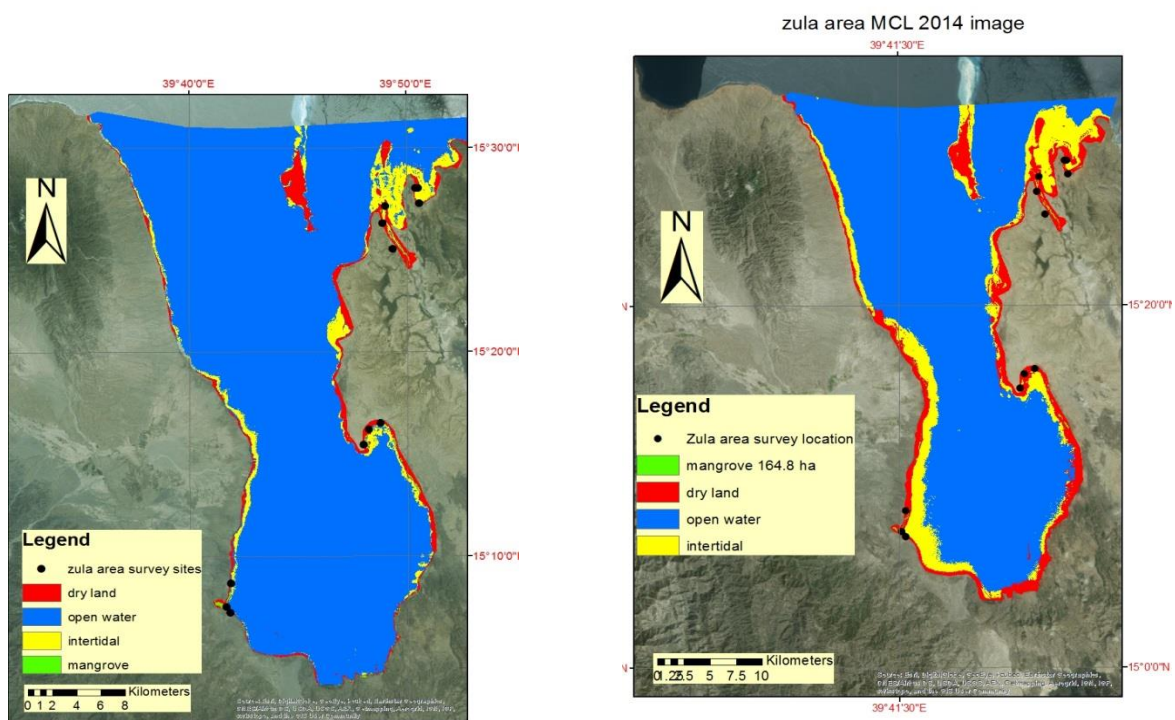 39°40'0"E
39°50'0"E
15°30'0"N
N
15°20'0"N
15°10'0"N
Legend
zula area survey sites
dry land
open water
intertidal
mangrove
0 1 2 4 6 8
Kilometers
zula area MCL 2014 image
39°41'30"E
N
15°20'0"N
Legend
Zula area survey location
mangrove 164.8 ha
dry land
open water
intertidal
Kilometers
0 1.25 2.5 5 7.5 10
15°0'0"N
39°41'30"E